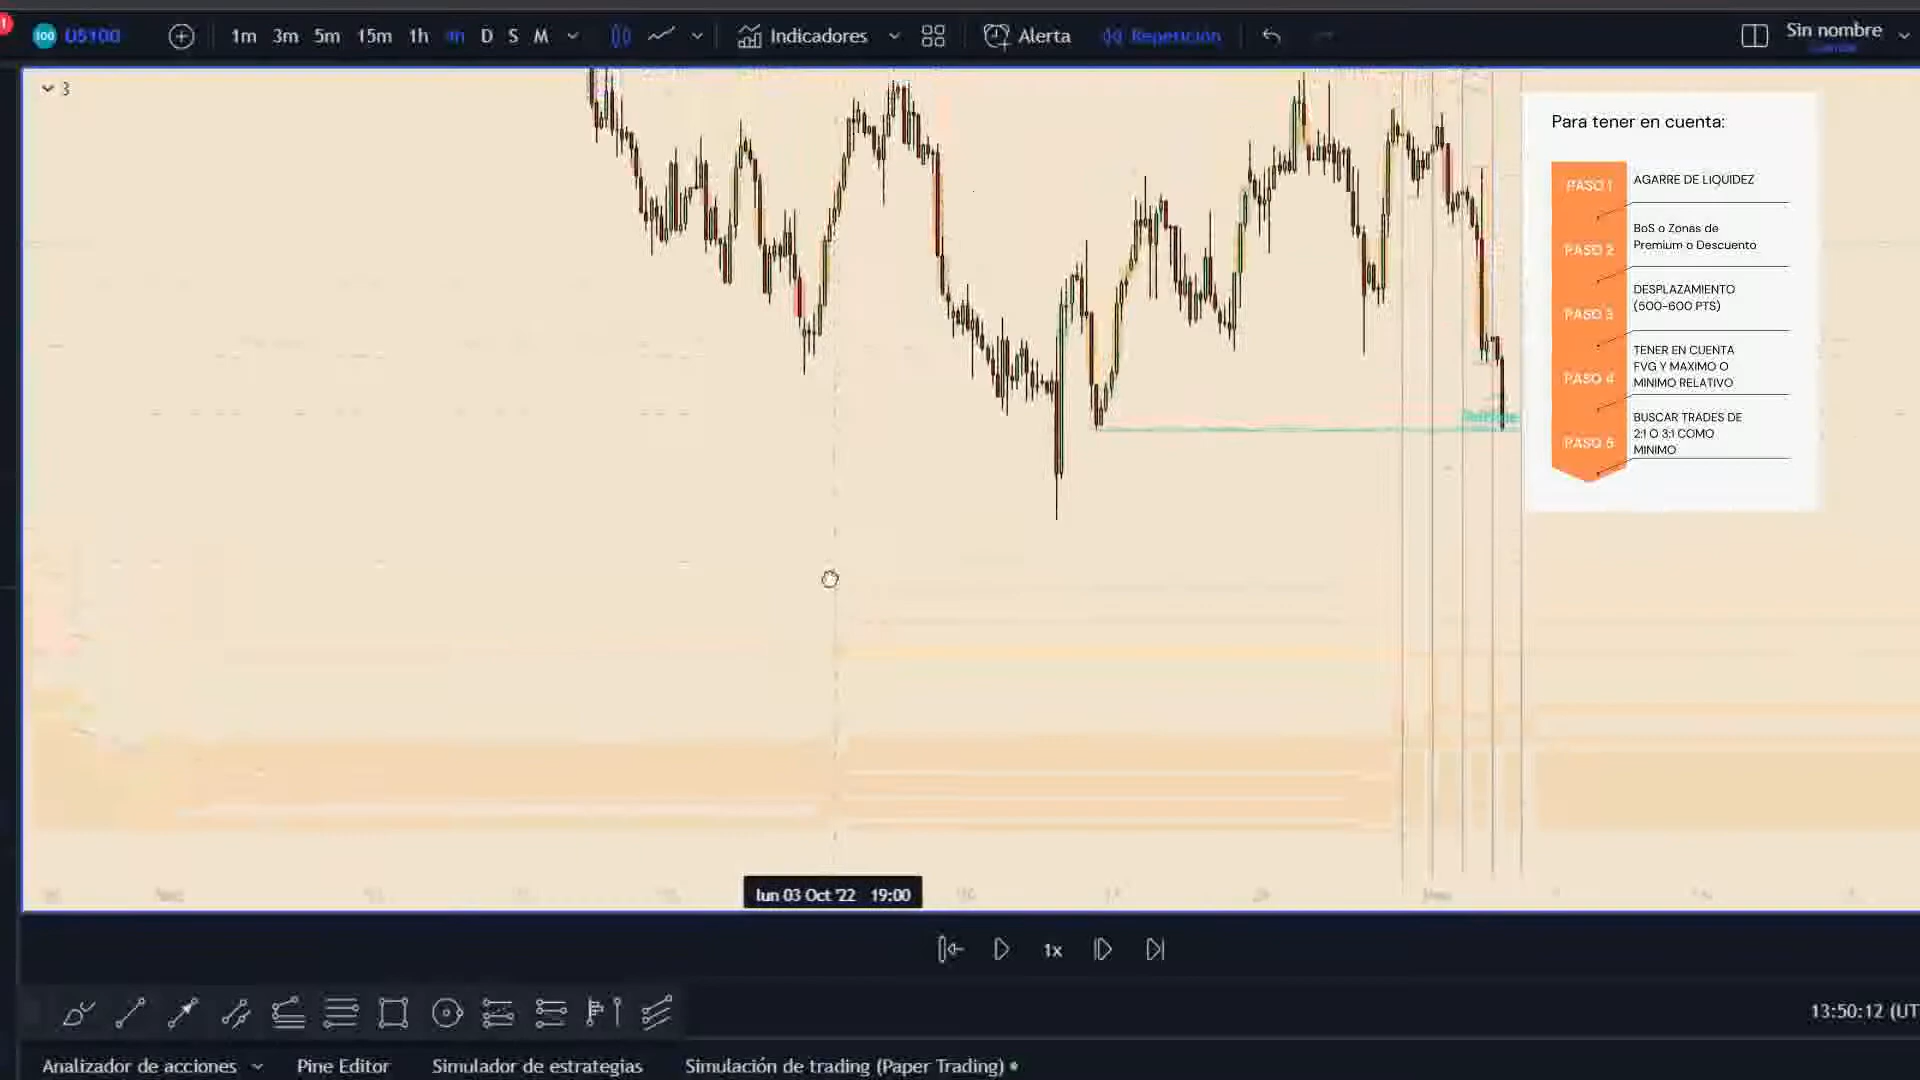 1
100 US100
1m 3m 5m 15m 1h 4h D S M
Indicadores
Alerta
Repetición
Sin nombre
3
Para tener en cuenta:
PASO 1
AGARRE DE LIQUIDEZ
PASO 2
BoS o Zonas de
Premium o Descuento
PASO 3
DESPLAZAMIENTO
(500-600 PTS)
PASO 4
TENER EN CUENTA
FVG Y MAXIMO O
MINIMO RELATIVO
PASO 5
BUSCAR TRADES DE
2:1 O 3:1 COMO
MINIMO
lun 03 Oct '22 19:00
1x
13:50:12 (UT
Analizador de acciones
Pine Editor
Simulador de estrategias
Simulación de trading (Paper Trading)